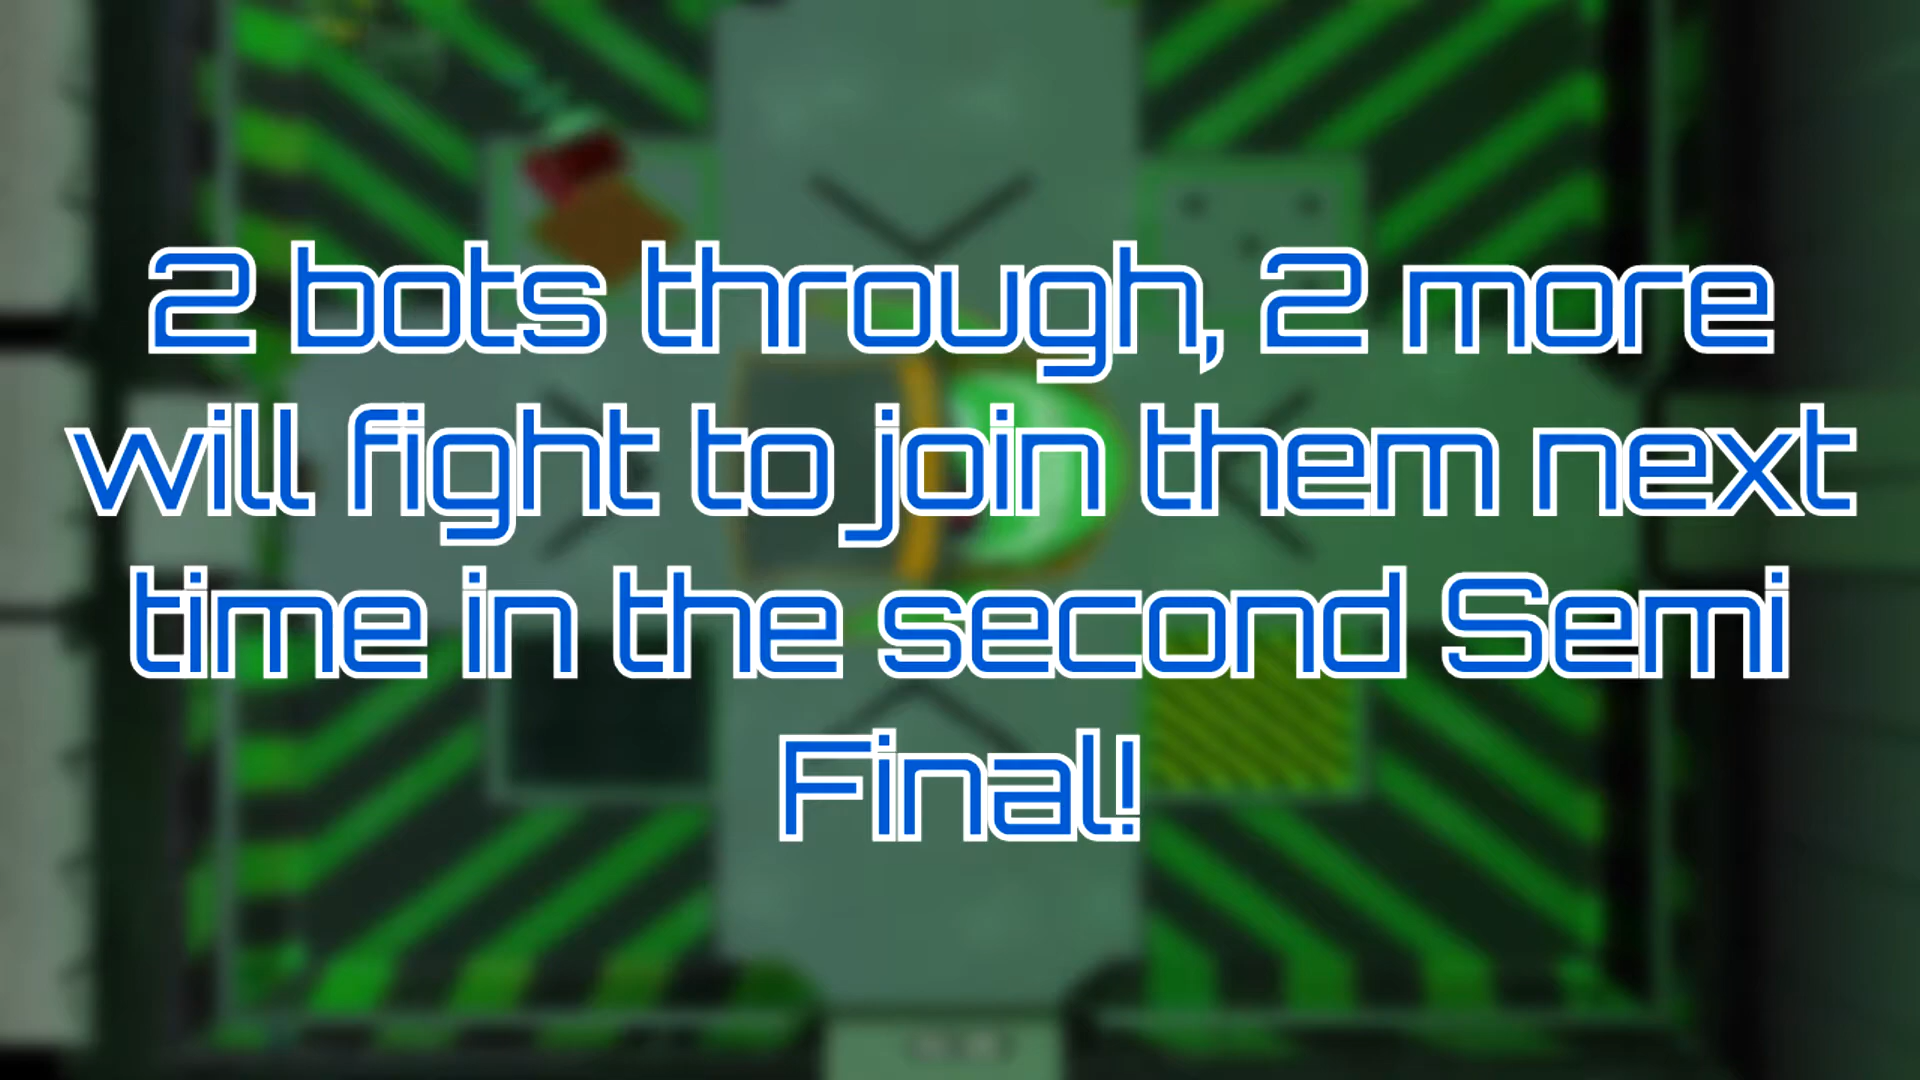 2 bots through, 2 more
will fight to join them next
time in the second Semi
Final!